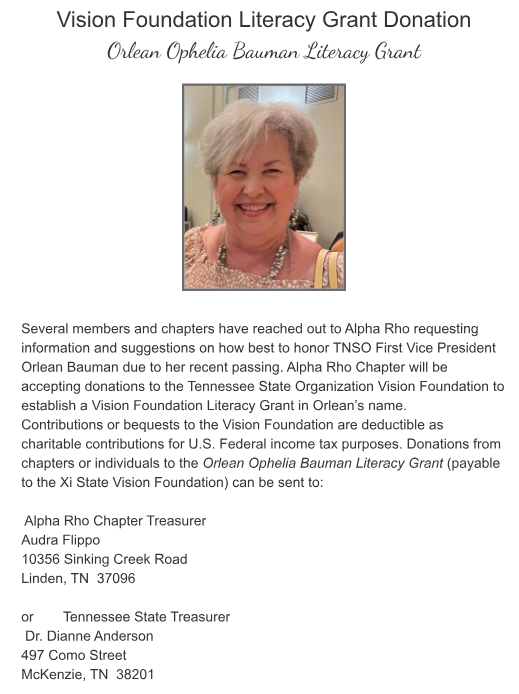 Vision Foundation Literacy Grant Donation
Orlean Ophelia Bauman Literacy Grant
Several members and chapters have reached out to Alpha Rho requesting
information and suggestions on how best to honor TNSO First Vice President
Orlean Bauman due to her recent passing. Alpha Rho Chapter will be
accepting donations to the Tennessee State Organization Vision Foundation to
establish a Vision Foundation Literacy Grant in Orlean’s name.
Contributions or bequests to the Vision Foundation are deductible as
charitable contributions for U.S. Federal income tax purposes. Donations from
chapters or individuals to the Orlean Ophelia Bauman Literacy Grant (payable
to the Xi State Vision Foundation) can be sent to:
Alpha Rho Chapter Treasurer
Audra Flippo
10356 Sinking Creek Road
Linden, TN  37096
or        Tennessee State Treasurer
Dr. Dianne Anderson
497 Como Street
McKenzie, TN  38201